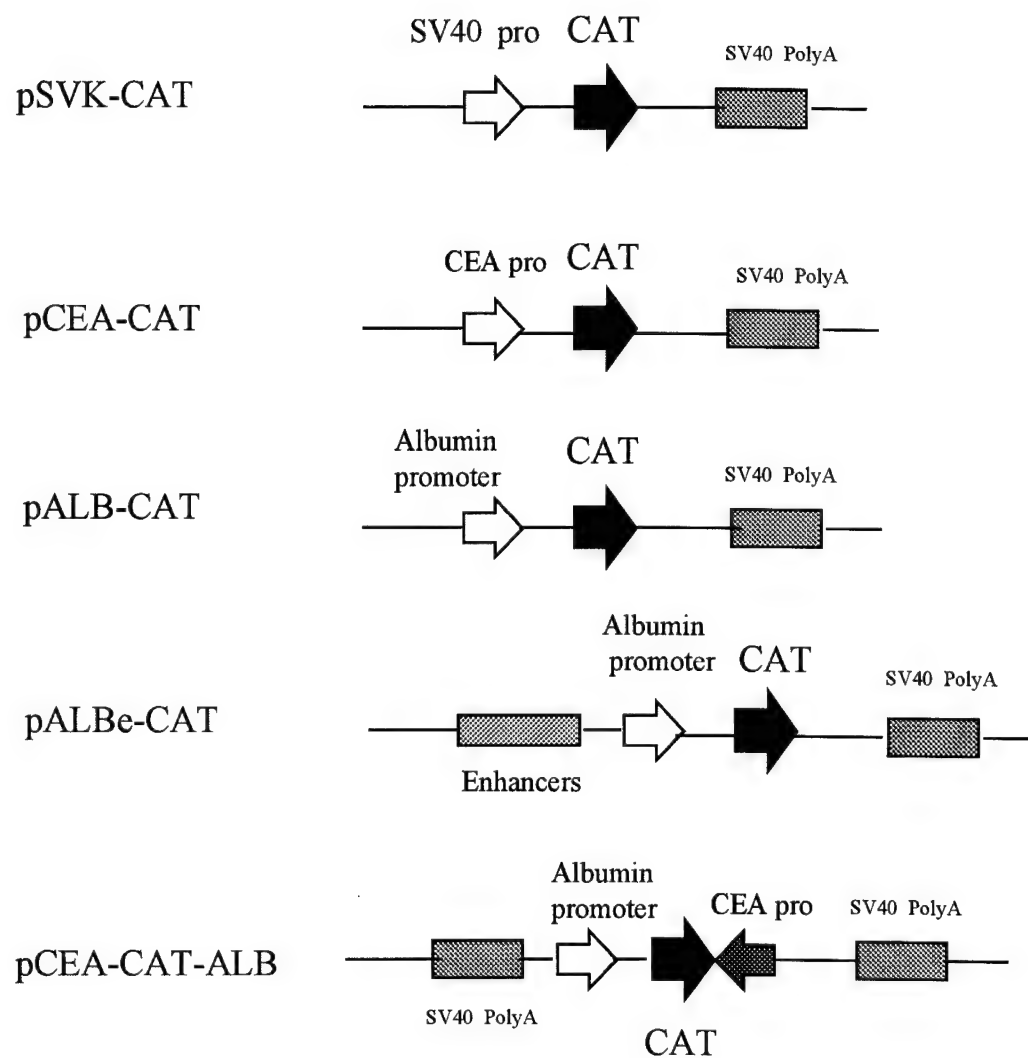 SV40 pro CAT
SV40 PolyA
pSVK-CAT
CEA pro CAT
SV40 PolyA
pCEA-CAT
Albumin
promoter
CAT
SV40 PolyA
pALB-CAT
Albumin
promoter CAT
SV40 PolyA
pALBe-CAT
Enhancers
Albumin
promoter
CEA pro
SV40 PolyA
pCEA-CAT-ALB
SV40 PolyA
CAT